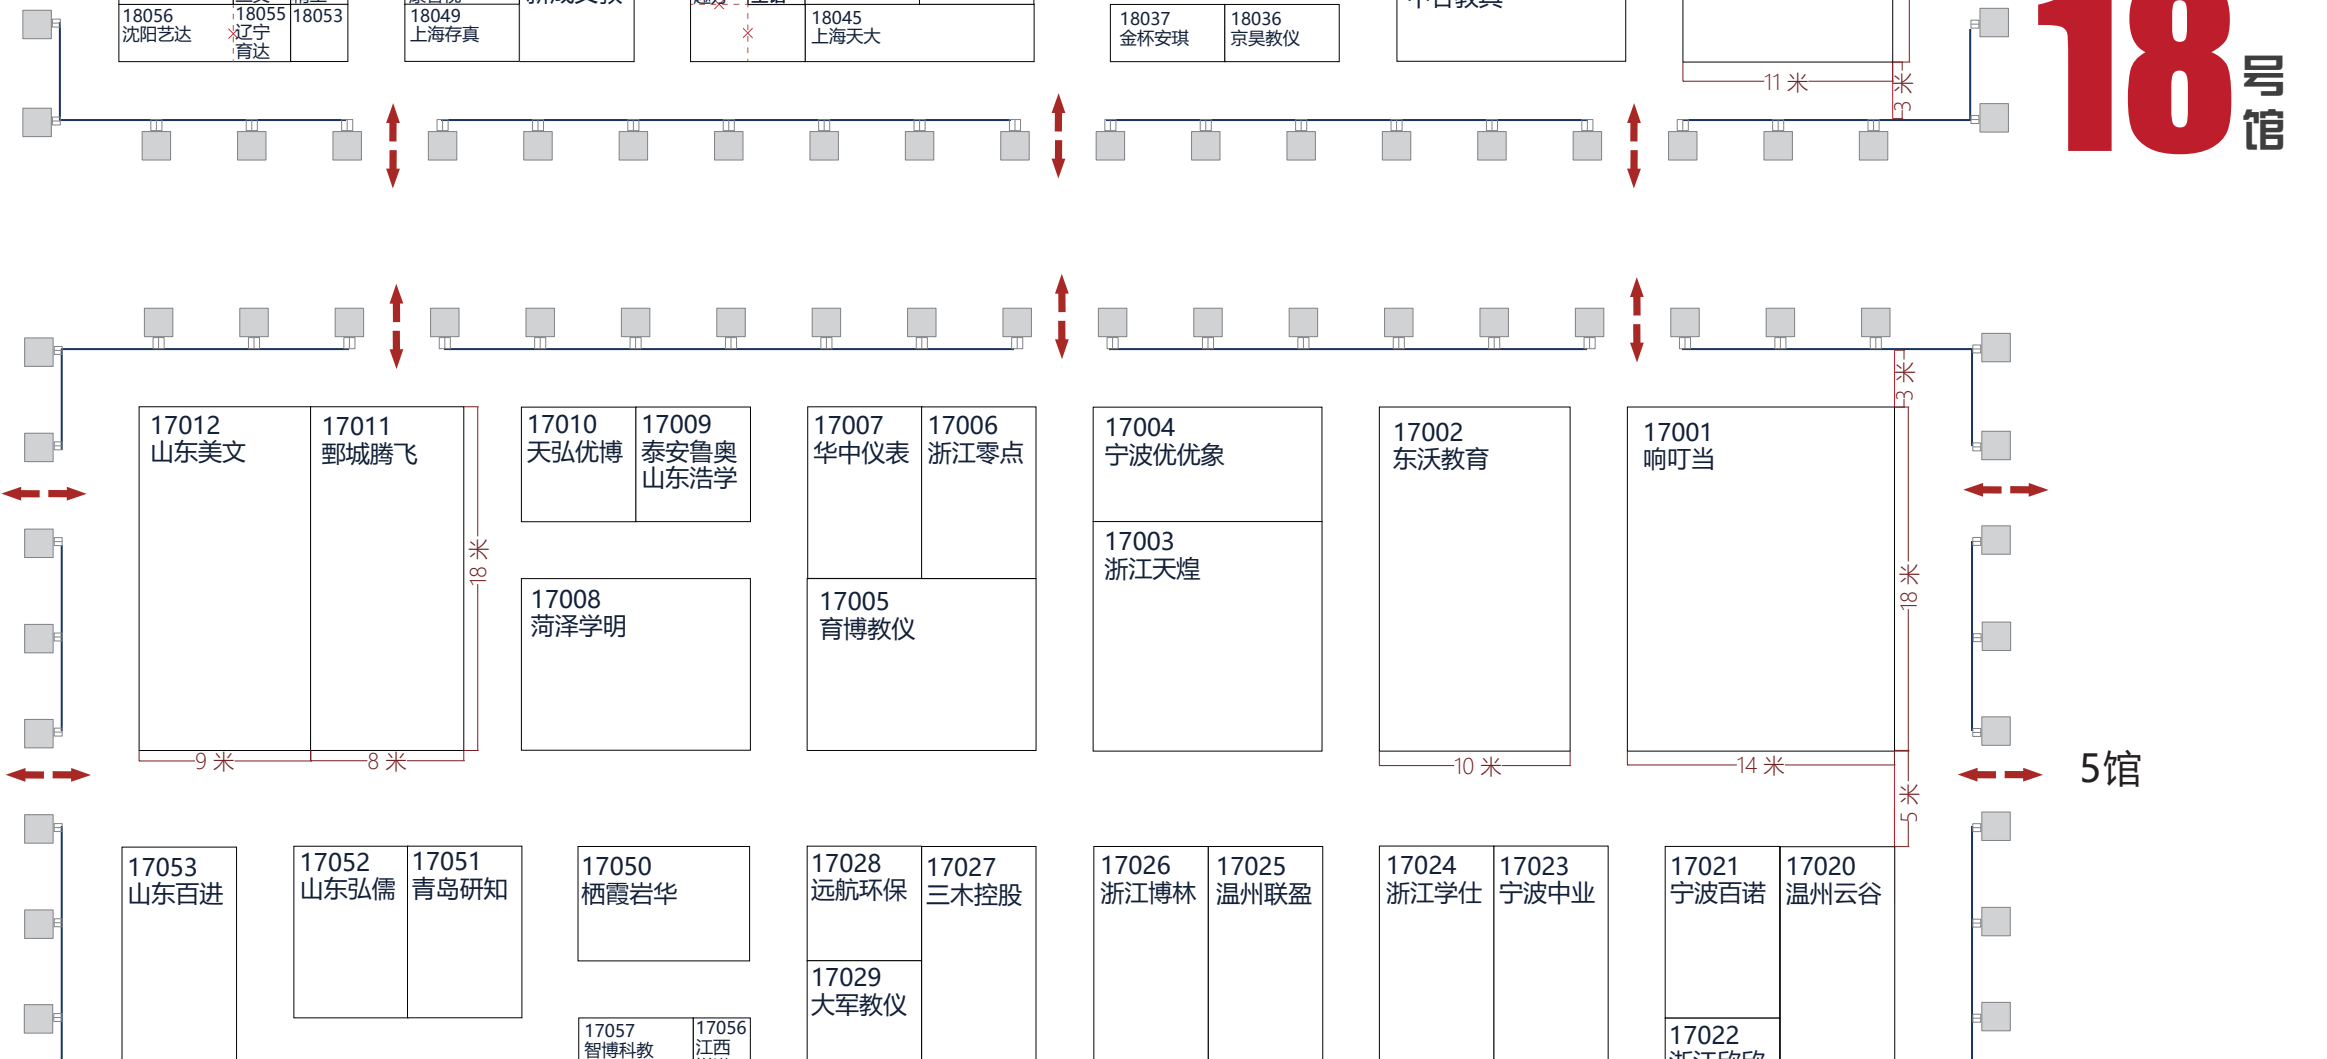 18056
沈阳艺达
18055
辽宁
育达
18053
18049
上海存真
18045
上海天大
18037
金杯安琪
18036
京昊教仪
11 米
3 米
18
号
馆
3 米
17012
山东美文
17011
鄄城腾飞
18 米
9 米
8 米
17010
天弘优博
17009
泰安鲁奥
山东浩学
17008
菏泽学明
17007
华中仪表
17006
浙江零点
17005
育博教仪
17004
宁波优优象
17003
浙江天煌
17002
东沃教育
10 米
17001
响叮当
18 米
14 米
5 米
5馆
17053
山东百进
17052
山东弘儒
17051
青岛研知
17050
栖霞岩华
17057
智博科教
17056
江西
17028
远航环保
17027
三木控股
17029
大军教仪
17026
浙江博林
17025
温州联盈
17024
浙江学仕
17023
宁波中业
17021
宁波百诺
17020
温州云谷
17022